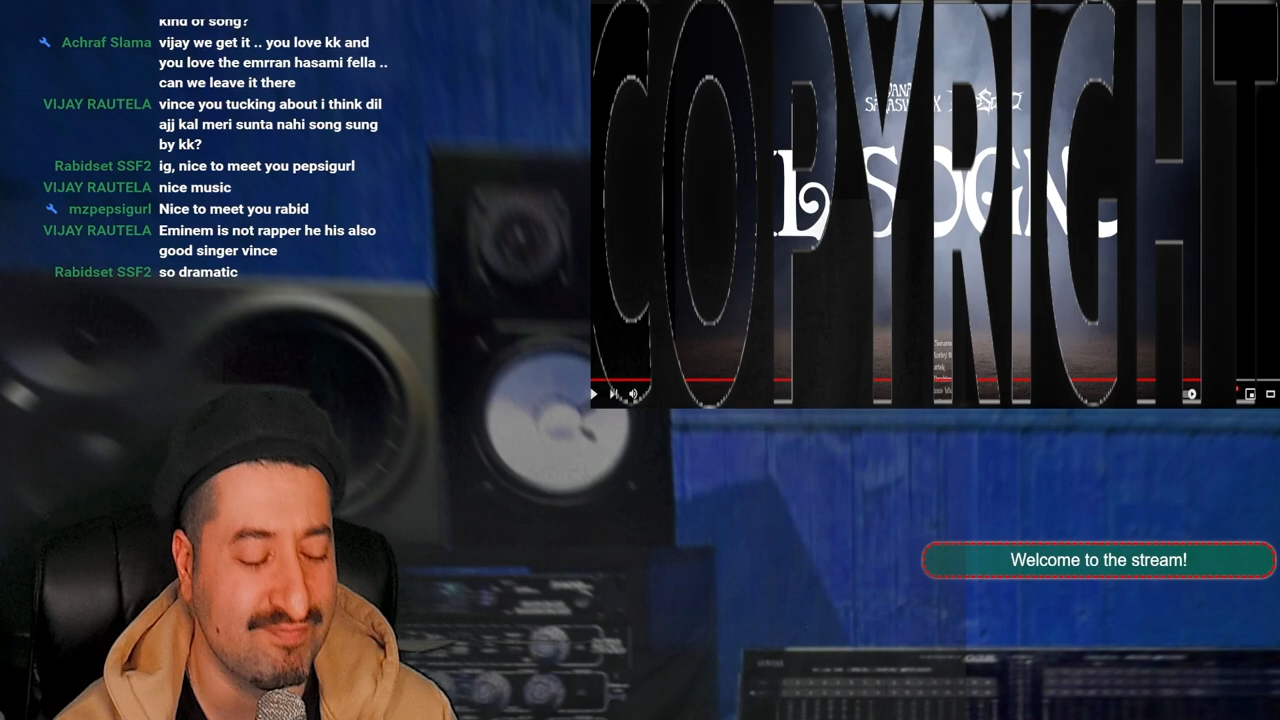 kind of song?
Achraf Slama vijay we get it .. you love kk and
you love the emrran hasami fella ..
can we leave it there
VIJAY RAUTELA vince you tucking about i think dil
ajj kal meri sunta nahi song sung
by kk?
Rabidset SSF2 ig, nice to meet you pepsigurl
VIJAY RAUTELA nice music
mzpepsigurl Nice to meet you rabid
VIJAY RAUTELA Eminem is not rapper he his also
good singer vince
Rabidset SSF2 so dramatic
COPYRIGHT
X
Welcome to the stream!